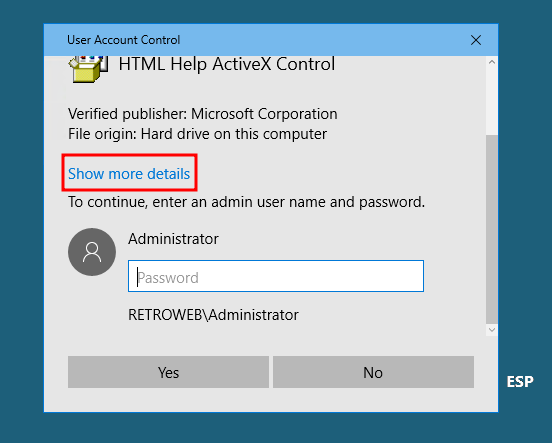 User Account Control
HTML Help ActiveX Control
Verified publisher: Microsoft Corporation
File origin: Hard drive on this computer
Show more details
To continue, enter an admin user name and password.
Administrator
Password
RETROWEB\Administrator
Yes
No
ESP